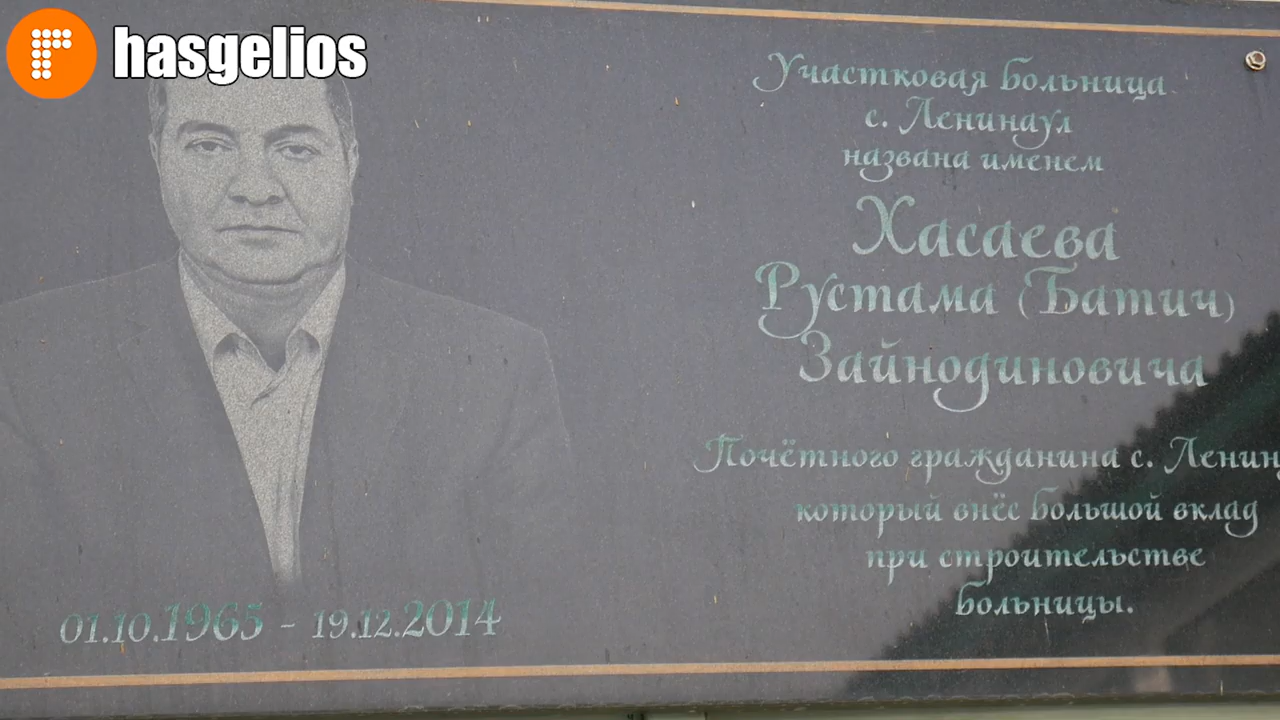 hasgelios
Участковая больница
с. Ленинаул
названа именем
Хасаева
Рустама (Батич)
Зайнодиновича
Почётного гражданина с.
который внёс большой вклад
при строительстве
больницы.
01.10.1965 - 19.12.2014